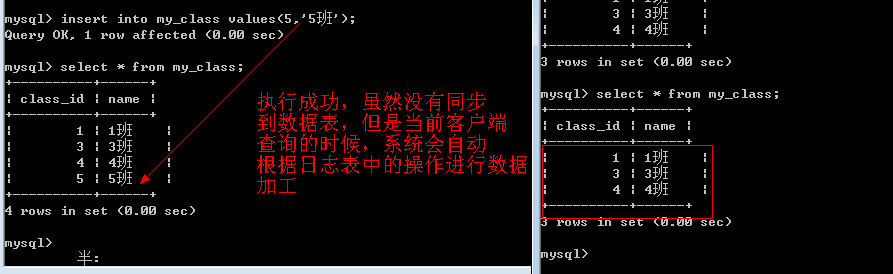 mysql> insert into my_class values(5,'5班');
Query OK, 1 row affected (0.00 sec)
mysql> select * from my_class;
+----------+------+
| class_id | name |
+----------+------+
| 1 | 1班 |
| 3 | 3班 |
| 4 | 4班 |
| 5 | 5班 |
+----------+------+
4 rows in set (0.00 sec)
mysql>
半:
执行成功，虽然没有同步
到数据表，但是当前客户端
查询的时候，系统会自动
根据日志表中的操作进行数据
加工
| 3 | 3班 |
| 4 | 4班 |
+----------+------+
3 rows in set (0.00 sec)
mysql> select * from my_class;
+----------+------+
| class_id | name |
+----------+------+
| 1 | 1班 |
| 3 | 3班 |
| 4 | 4班 |
+----------+------+
3 rows in set (0.00 sec)
mysql>